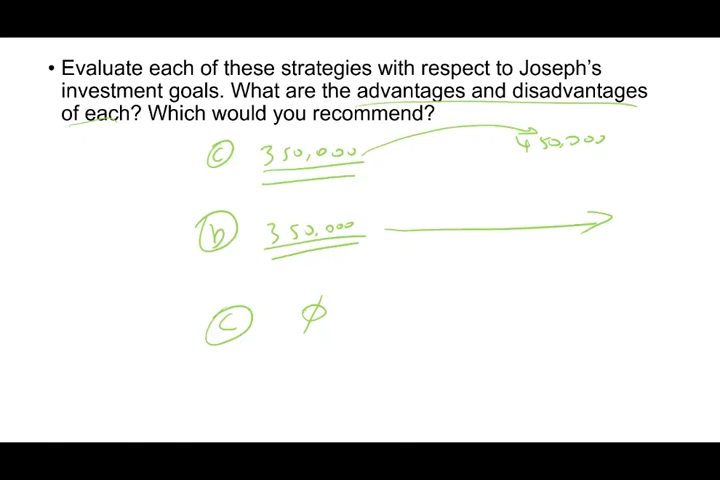 • Evaluate each of these strategies with respect to Joseph's
investment goals. What are the advantages and disadvantages
of each? Which would you recommend?
c 350,000 450,000
b 350,000
c ϕ